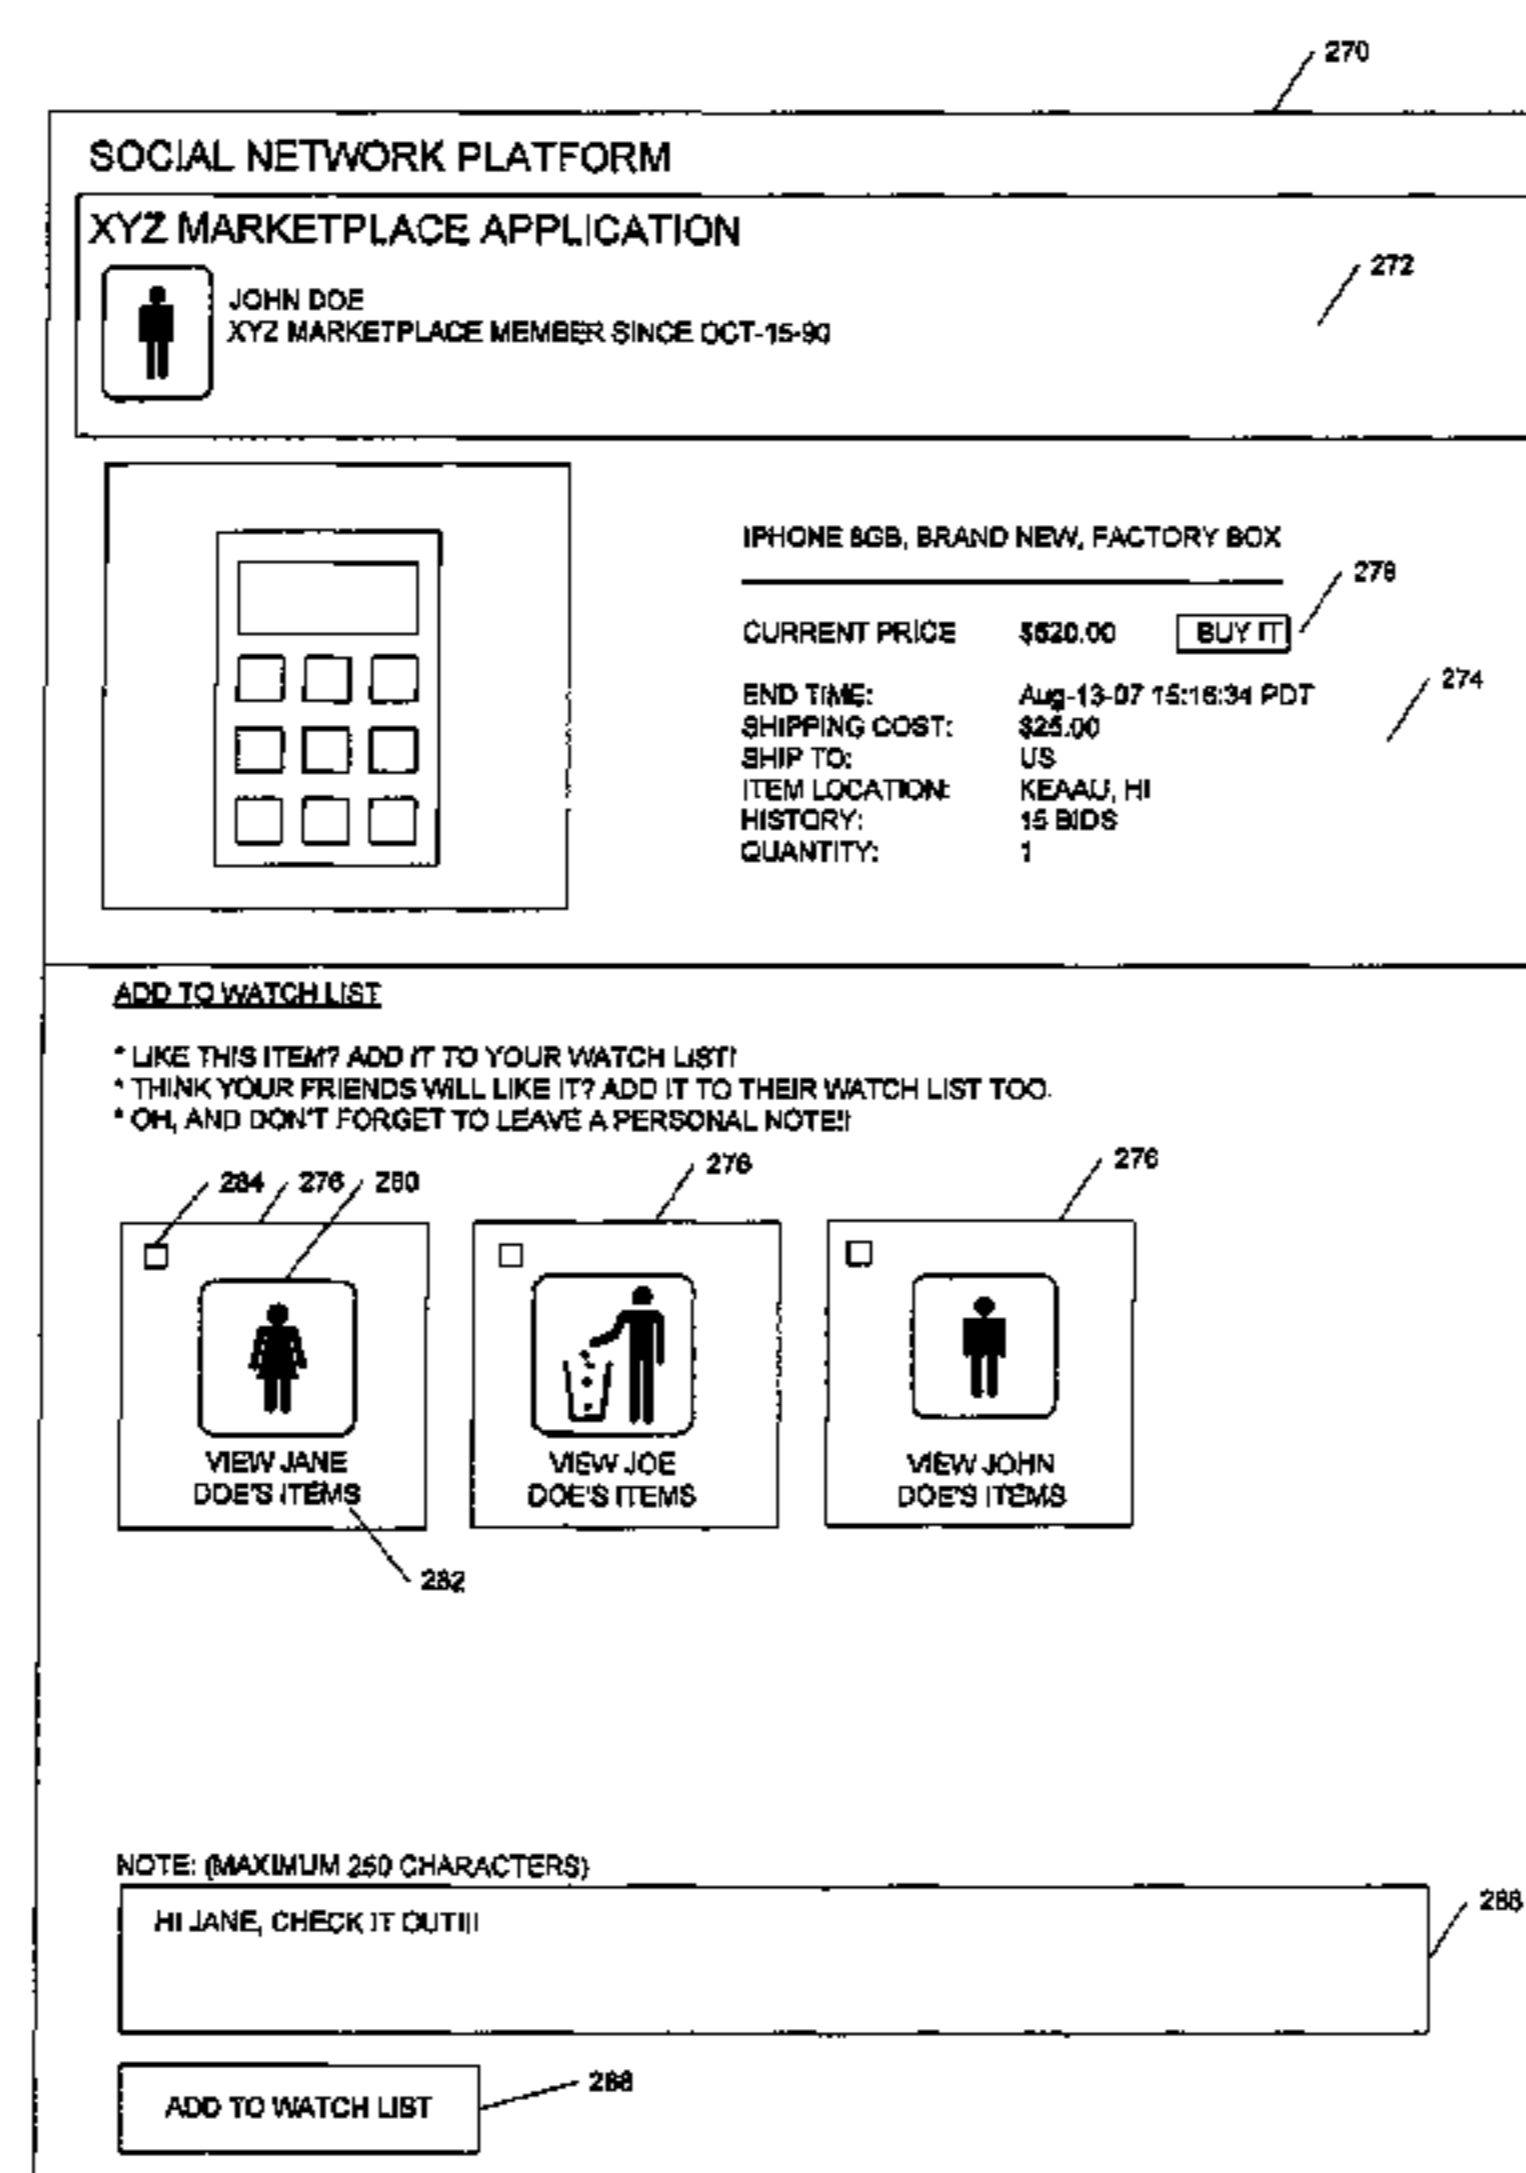 270
SOCIAL NETWORK PLATFORM
XYZ MARKETPLACE APPLICATION
272
JOHN DOE
XYZ MARKETPLACE MEMBER SINCE OCT-15-90
IPHONE 8GB, BRAND NEW, FACTORY BOX
278
CURRENT PRICE $520.00 BUY IT
274
END TIME: Aug-13-07 15:16:34 PDT
SHIPPING COST: $25.00
SHIP TO: US
ITEM LOCATION: KEAAU, HI
HISTORY: 15 BIDS
QUANTITY: 1
ADD TO WATCH LIST
* LIKE THIS ITEM? ADD IT TO YOUR WATCH LIST!
* THINK YOUR FRIENDS WILL LIKE IT? ADD IT TO THEIR WATCH LIST TOO.
* OH, AND DON'T FORGET TO LEAVE A PERSONAL NOTE!!
284 276 280 276 276
VIEW JANE
DOE'S ITEMS
VIEW JOE
DOE'S ITEMS
VIEW JOHN
DOE'S ITEMS
282
NOTE: (MAXIMUM 250 CHARACTERS)
HI JANE, CHECK IT OUT!!!
ADD TO WATCH LIST